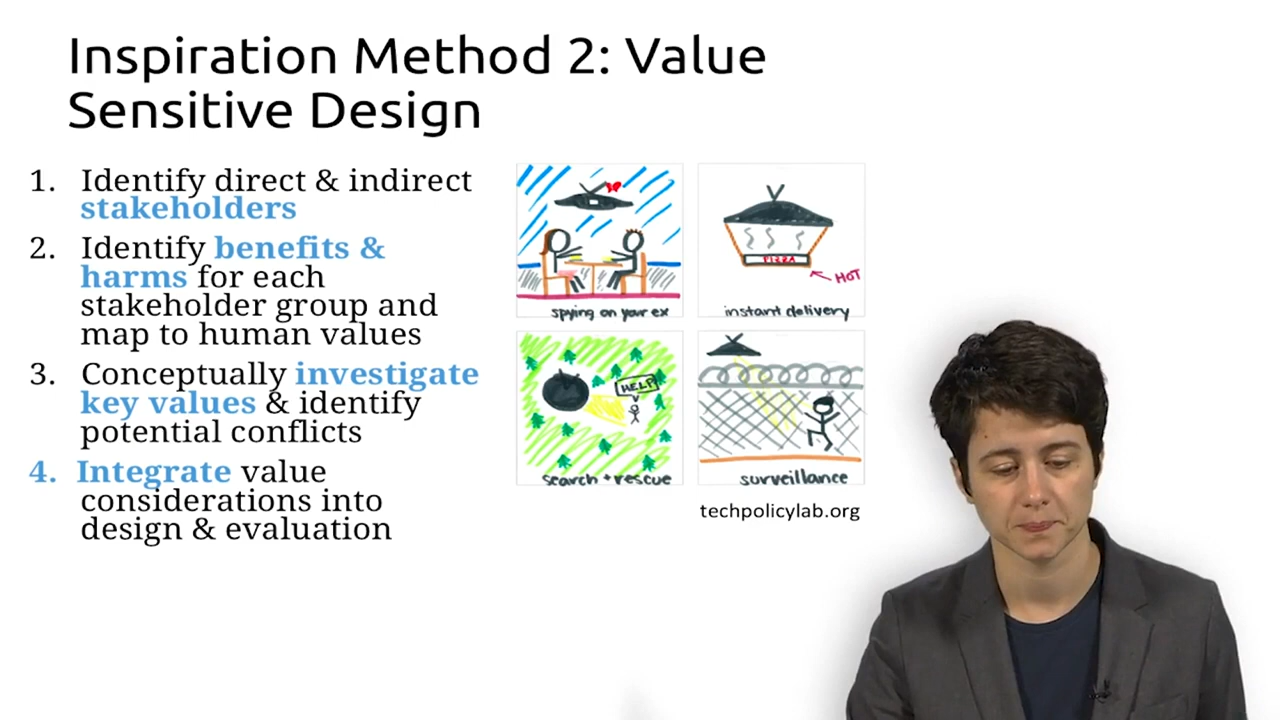 Inspiration Method 2: Value
Sensitive Design
1. Identify direct & indirect
stakeholders
2. Identify benefits &
harms for each
stakeholder group and
map to human values
3. Conceptually investigate
key values & identify
potential conflicts
4. Integrate value
considerations into
design & evaluation
spying on your ex
PIZZA
HOT
instant delivery
HELP!
search + rescue
surveillance
techpolicylab.org